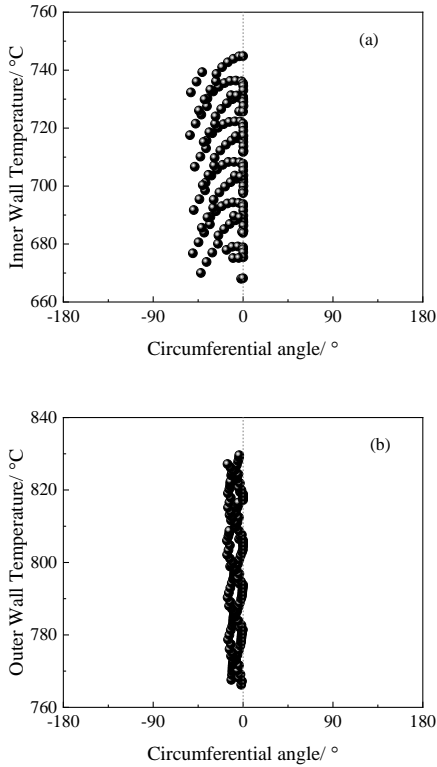 (a)
Inner Wall Temperature/ °C
740
720
700
680
660
-180 -90 0 90 180
Circumferential angle/ °
(b)
Outer Wall Temperature/ °C
840
820
800
780
760
-180 -90 0 90 180
Circumferential angle/ °